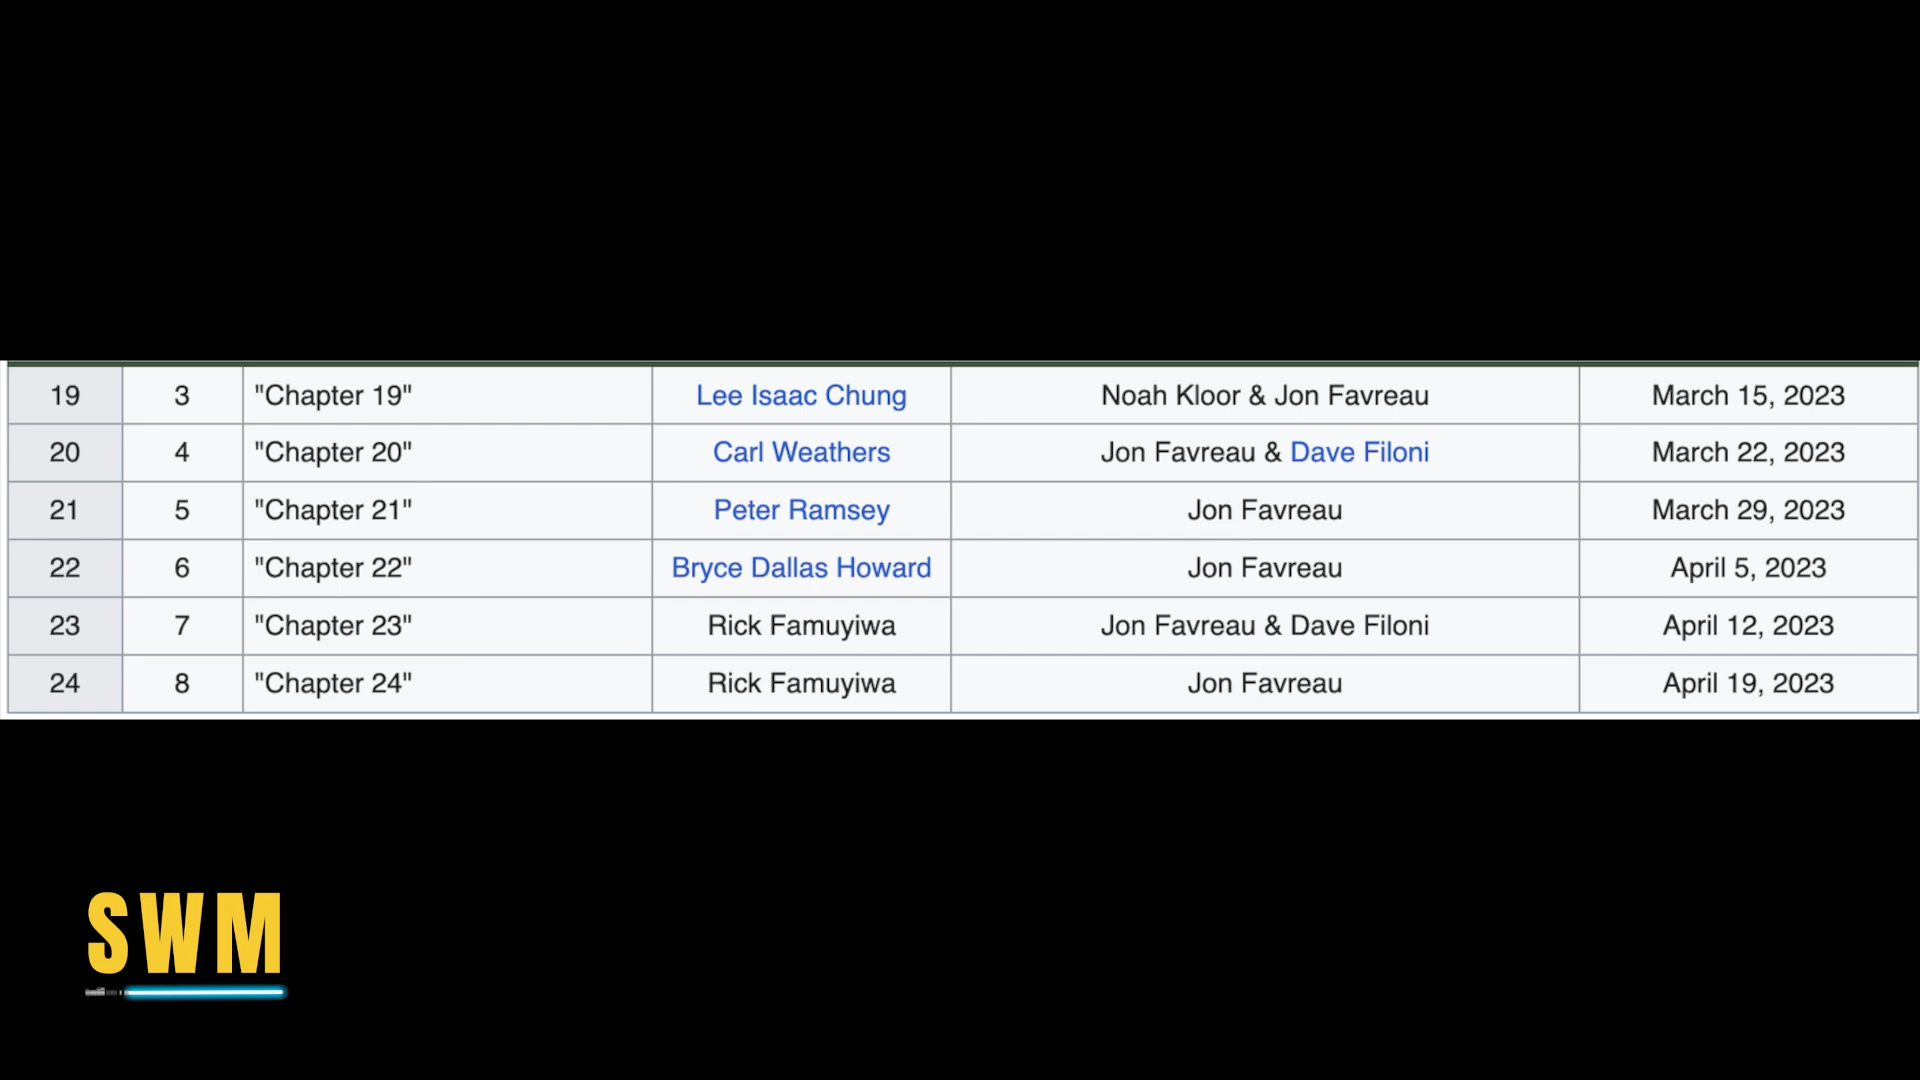 19 3 "Chapter 19" Lee Isaac Chung Noah Kloor & Jon Favreau March 15, 2023
20 4 "Chapter 20" Carl Weathers Jon Favreau & Dave Filoni March 22, 2023
21 5 "Chapter 21" Peter Ramsey Jon Favreau March 29, 2023
22 6 "Chapter 22" Bryce Dallas Howard Jon Favreau April 5, 2023
23 7 "Chapter 23" Rick Famuyiwa Jon Favreau & Dave Filoni April 12, 2023
24 8 "Chapter 24" Rick Famuyiwa Jon Favreau April 19, 2023
SWM